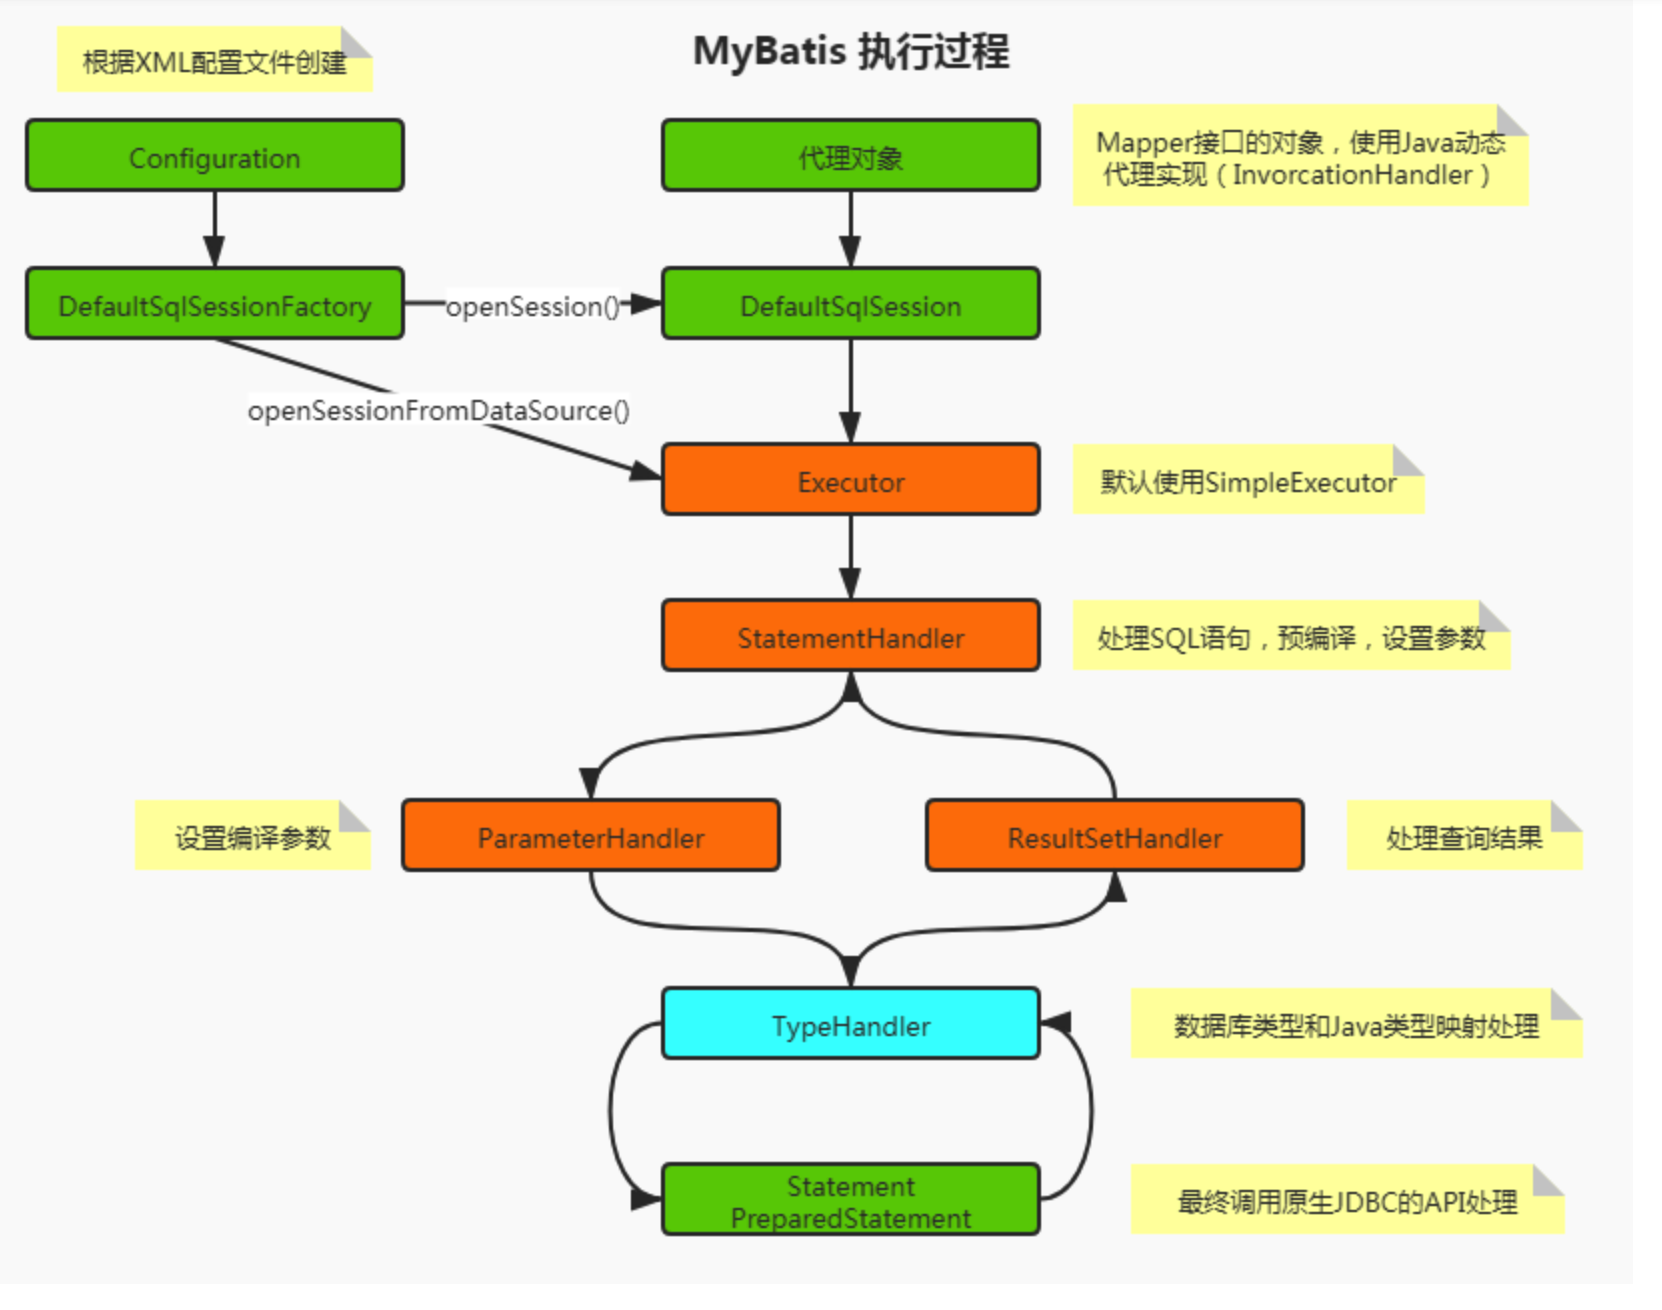 MyBatis 执行过程
根据XML配置文件创建
Configuration
代理对象
Mapper接口的对象，使用Java动态
代理实现（InvorcationHandler）
DefaultSqlSessionFactory
openSession()
DefaultSqlSession
openSessionFromDataSource()
Executor
默认使用SimpleExecutor
StatementHandler
处理SQL语句，预编译，设置参数
设置编译参数
ParameterHandler
ResultSetHandler
处理查询结果
TypeHandler
数据库类型和Java类型映射处理
Statement
PreparedStatement
最终调用原生JDBC的API处理